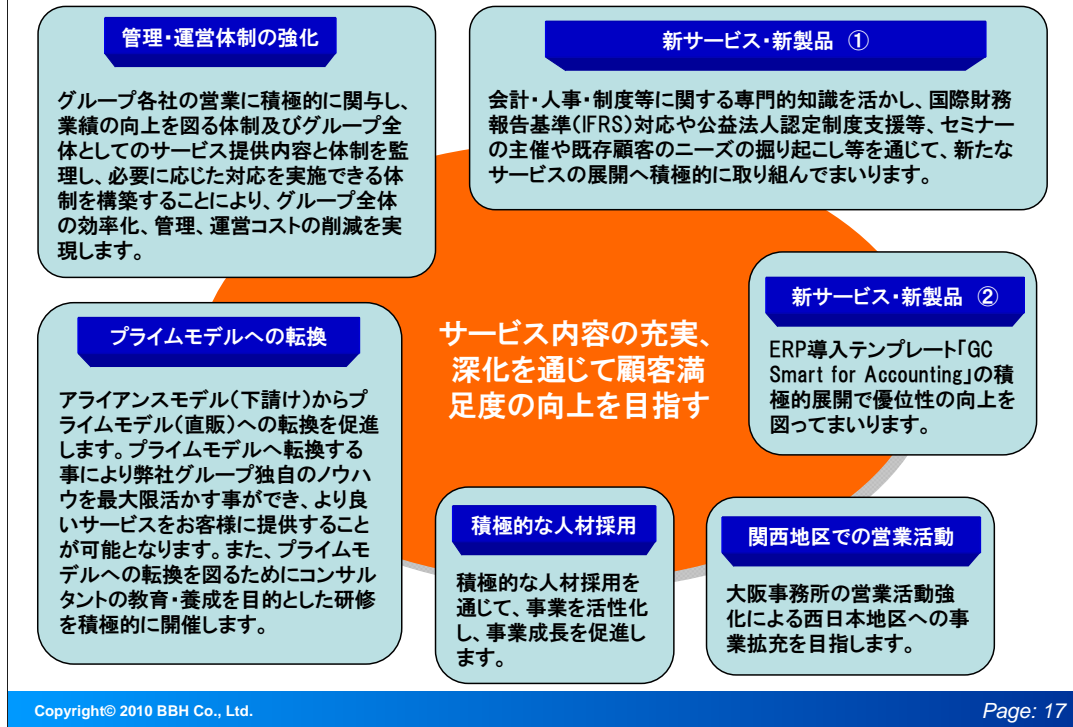 管理・運営体制の強化
グループ各社の営業に積極的に関与し、
業績の向上を図る体制及びグループ全
体としてのサービス提供内容と体制を監
理し、必要に応じた対応を実施できる体
制を構築することにより、グループ全体
の効率化、管理、運営コストの削減を実
現します。
新サービス・新製品 ①
会計・人事・制度等に関する専門的知識を活かし、国際財務
報告基準(IFRS)対応や公益法人認定制度支援等、セミナー
の主催や既存顧客のニーズの掘り起こし等を通じて、新たな
サービスの展開へ積極的に取り組んでまいります。
新サービス・新製品 ②
ERP導入テンプレート「GC
Smart for Accounting」の積
極的展開で優位性の向上を
図ってまいります。
サービス内容の充実、
深化を通じて顧客満
足度の向上を目指す
プライムモデルへの転換
アライアンスモデル(下請け)からプ
ライムモデル(直販)への転換を促進
します。プライムモデルへ転換する
事により弊社グループ独自のノウハ
ウを最大限活かす事ができ、より良
いサービスをお客様に提供すること
が可能となります。また、プライムモ
デルへの転換を図るためにコンサル
タントの教育・養成を目的とした研修
を積極的に開催します。
積極的な人材採用
積極的な人材採用を
通じて、事業を活性化
し、事業成長を促進し
ます。
関西地区での営業活動
大阪事務所の営業活動強
化による西日本地区への事
業拡充を目指します。
Copyright© 2010 BBH Co., Ltd.
Page: 17